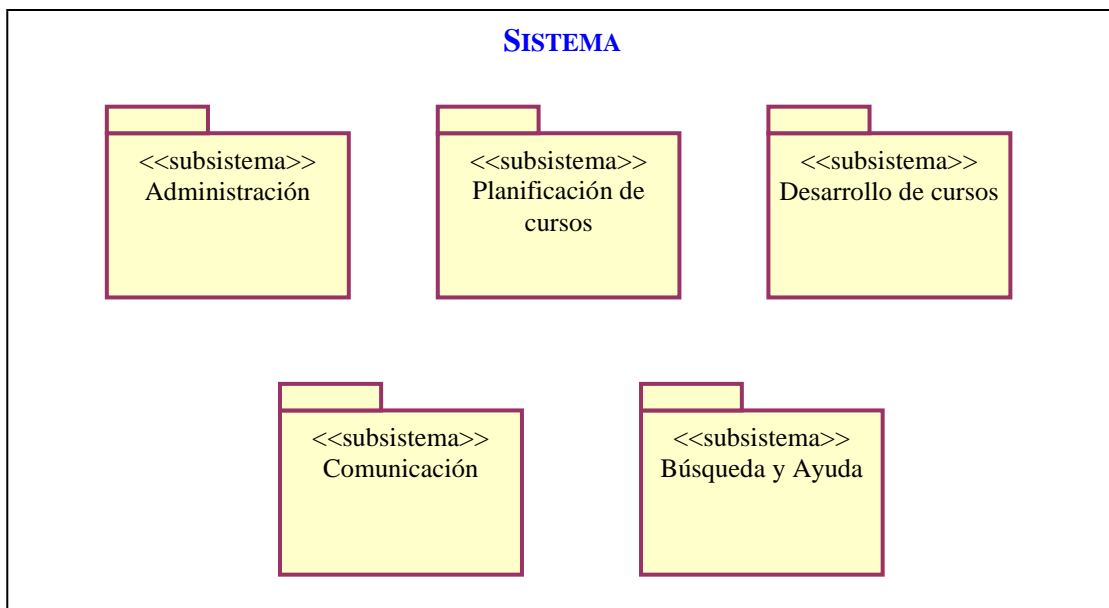 SISTEMA
<<subsistema>>
Administración
<<subsistema>>
Planificación de
cursos
<<subsistema>>
Desarrollo de cursos
<<subsistema>>
Comunicación
<<subsistema>>
Búsqueda y Ayuda